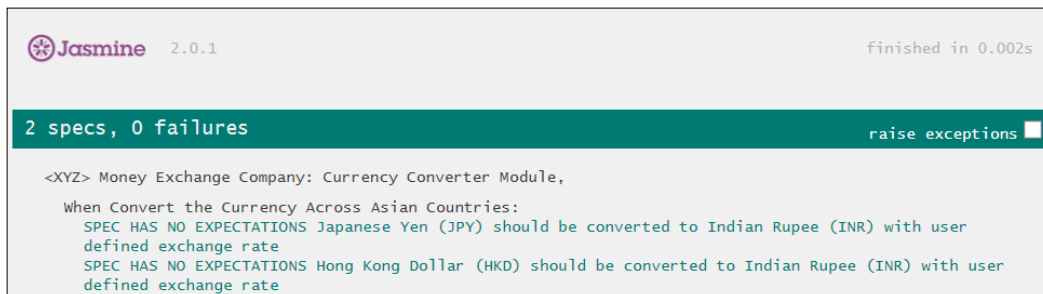 Jasmine 2.0.1 finished in 0.002s
2 specs, 0 failures raise exceptions
<XYZ> Money Exchange Company: Currency Converter Module,
When Convert the Currency Across Asian Countries:
SPEC HAS NO EXPECTATIONS Japanese Yen (JPY) should be converted to Indian Rupee (INR) with user
defined exchange rate
SPEC HAS NO EXPECTATIONS Hong Kong Dollar (HKD) should be converted to Indian Rupee (INR) with user
defined exchange rate